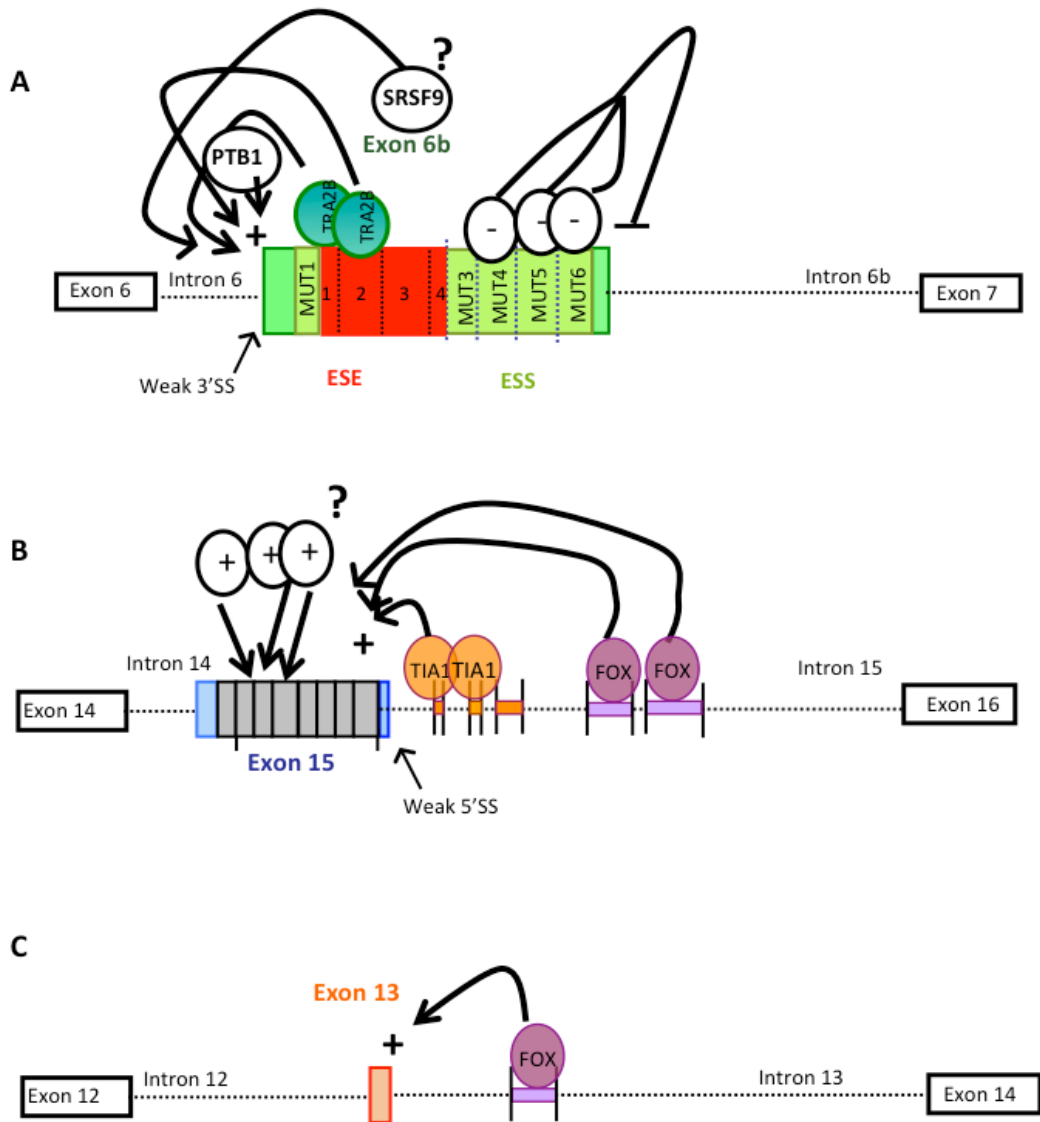 A
?
SRSF9
Exon 6b
PTB1
TRA2B
TRA2B
+
-
-
-
Exon 6
Intron 6
MUT1
1
2
3
4
MUT3
MUT4
MUT5
MUT6
Intron 6b
Exon 7
Weak 3'SS
ESE
ESS
B
?
+
+
+
+
TIA1
TIA1
FOX
FOX
Intron 14
Intron 15
Exon 14
Exon 16
Exon 15
Weak 5'SS
C
Exon 13
+
FOX
Exon 12
Intron 12
Intron 13
Exon 14